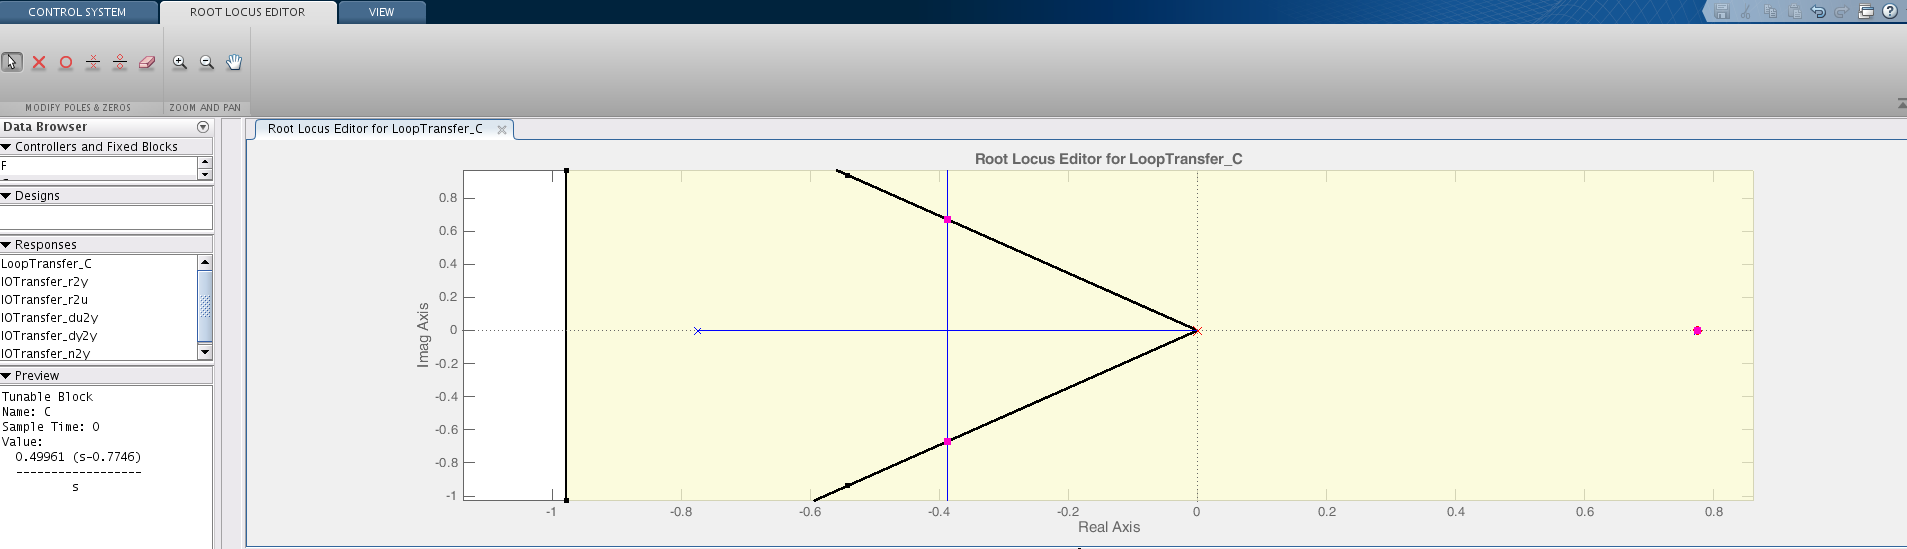 CONTROL SYSTEM
ROOT LOCUS EDITOR
VIEW
MODIFY POLES & ZEROS
ZOOM AND PAN
Data Browser
Controllers and Fixed Blocks
F
Designs
Responses
LoopTransfer_C
IOTransfer_r2y
IOTransfer_r2u
IOTransfer_du2y
IOTransfer_dy2y
IOTransfer_n2y
Preview
Tunable Block
Name: C
Sample Time: 0
Value:
0.49961 (s-0.7746)
------------------
s
Root Locus Editor for LoopTransfer_C
Root Locus Editor for LoopTransfer_C
Imag Axis
0.8
0.6
0.4
0.2
0
-0.2
-0.4
-0.6
-0.8
-1
-1
-0.8
-0.6
-0.4
-0.2
0
0.2
0.4
0.6
0.8
Real Axis